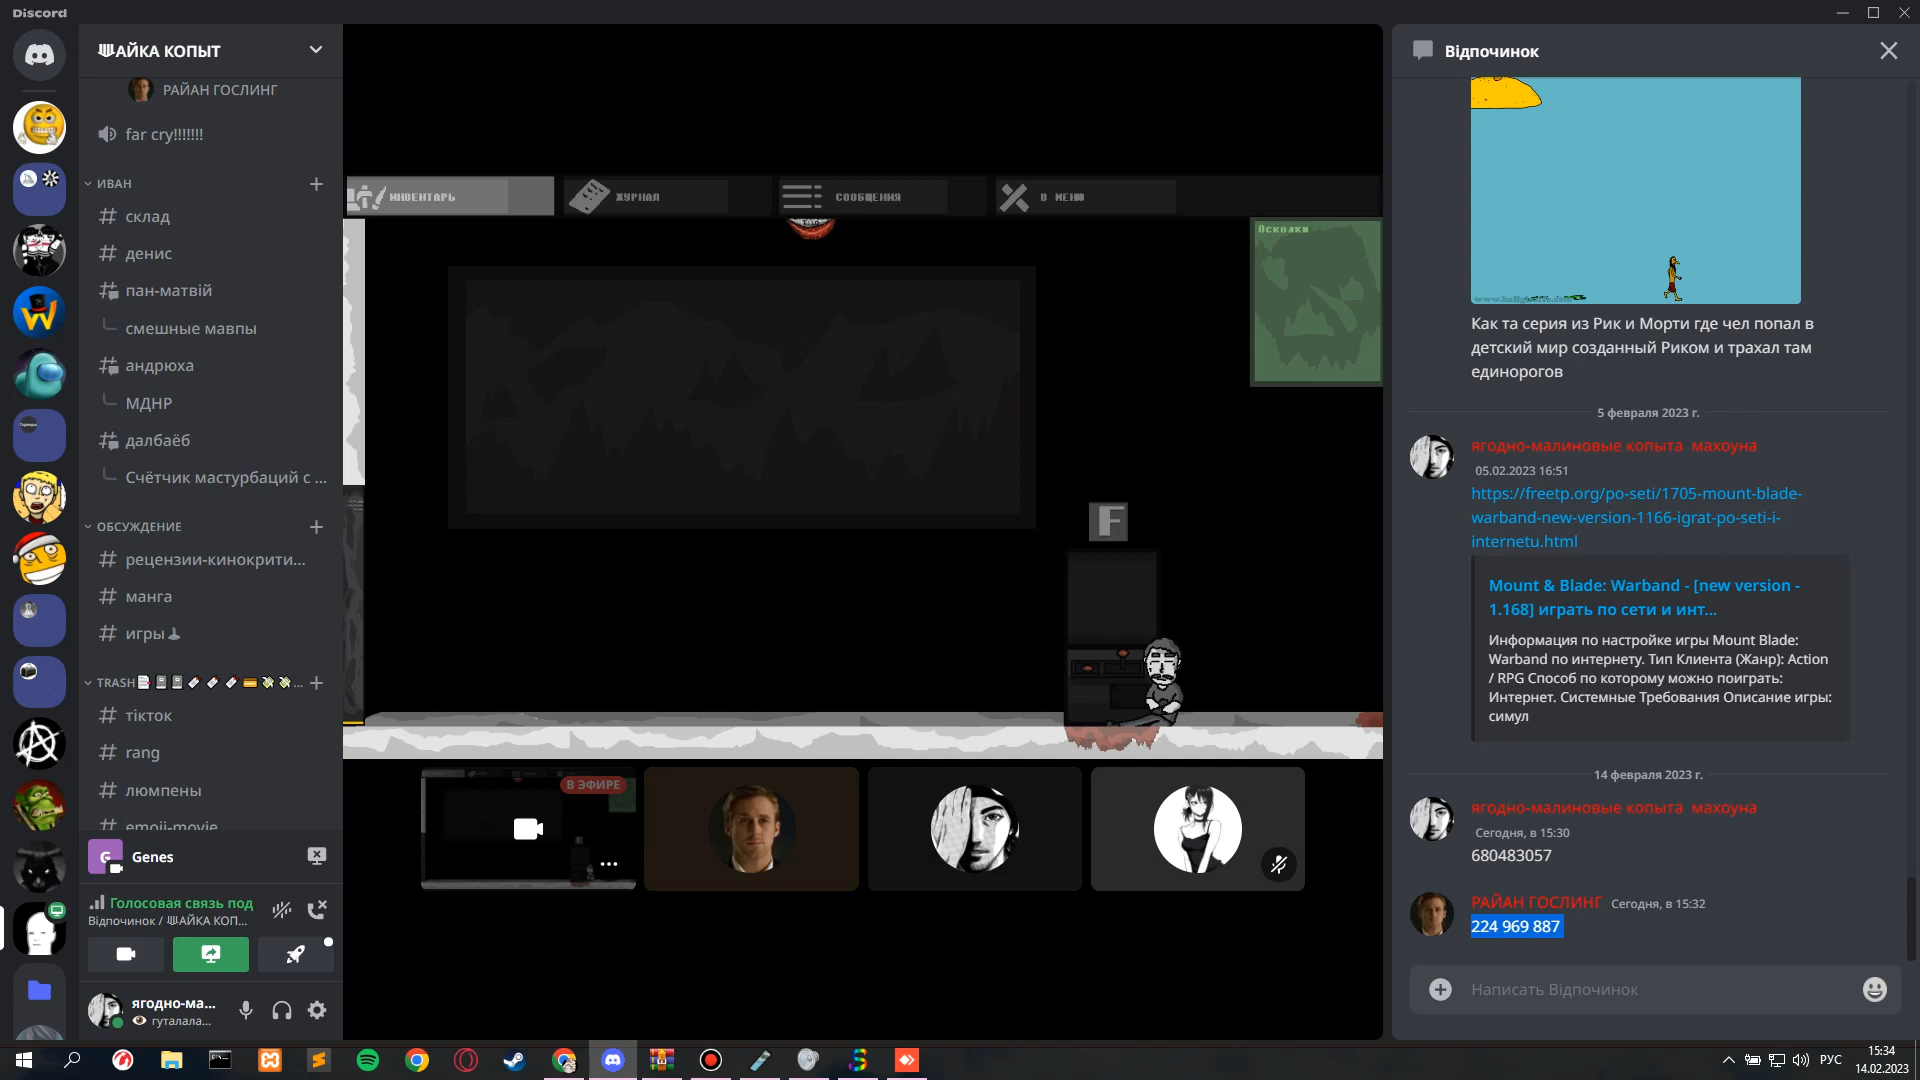 Discord
ШАЙКА КОПЫТ
РАЙАН ГОСЛИНГ
far cry!!!!!!!
ИВАН
склад
денис
пан-матвій
смешные мавпы
андрюха
МДНР
далбаёб
Счётчик мастурбаций с ...
ОБСУЖДЕНИЕ
рецензии-кинокрити...
манга
игры
TRASH
...
тікток
rang
люмпены
emoji-movie
G
Genes
Голосовая связь под
Відпочинок / ШАЙКА КОП...
ягодно-ма...
гуталала...
ИНВЕНТАРЬ
ЖУРНАЛ
СООБЩЕНИЯ
В МЕНЮ
Осколки
F
В ЭФИРЕ
Відпочинок
Как та серия из Рик и Морти где чел попал в
детский мир созданный Риком и трахал там
единорогов
5 февраля 2023 г.
ягодно-малиновые копыта махоуна
05.02.2023 16:51
https://freetp.org/po-seti/1705-mount-blade-
warband-new-version-1166-igrat-po-seti-i-
internetu.html
Mount & Blade: Warband - [new version -
1.168] играть по сети и инт...
Информация по настройке игры Mount Blade:
Warband по интернету. Тип Клиента (Жанр): Action
/ RPG Способ по которому можно поиграть:
Интернет. Системные Требования Описание игры:
симул
14 февраля 2023 г.
ягодно-малиновые копыта махоуна
Сегодня, в 15:30
680483057
РАЙАН ГОСЛИНГ Сегодня, в 15:32
224 969 887
Написать Відпочинок
РУС
15:34
14.02.2023